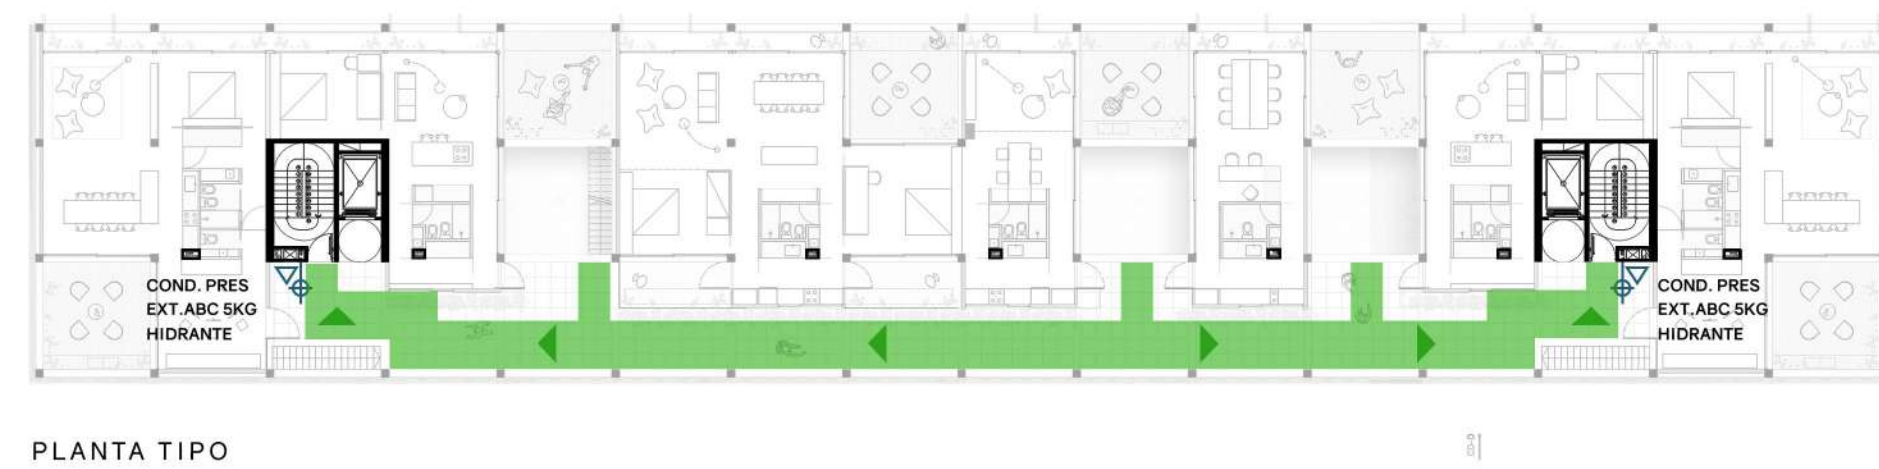 COND. PRES
EXT.ABC 5KG
HIDRANTE
COND. PRES
EXT.ABC 5KG
HIDRANTE
PLANTA TIPO